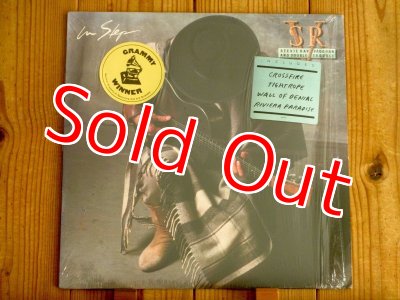 In Step
GRAMMY
WINNER
SRV
STEVIE RAY VAUGHAN
AND DOUBLE TROUBLE
INCLUDES
CROSSFIRE
TIGHTROPE
WALL OF DENIAL
RIVIERA PARADISE
Sold Out